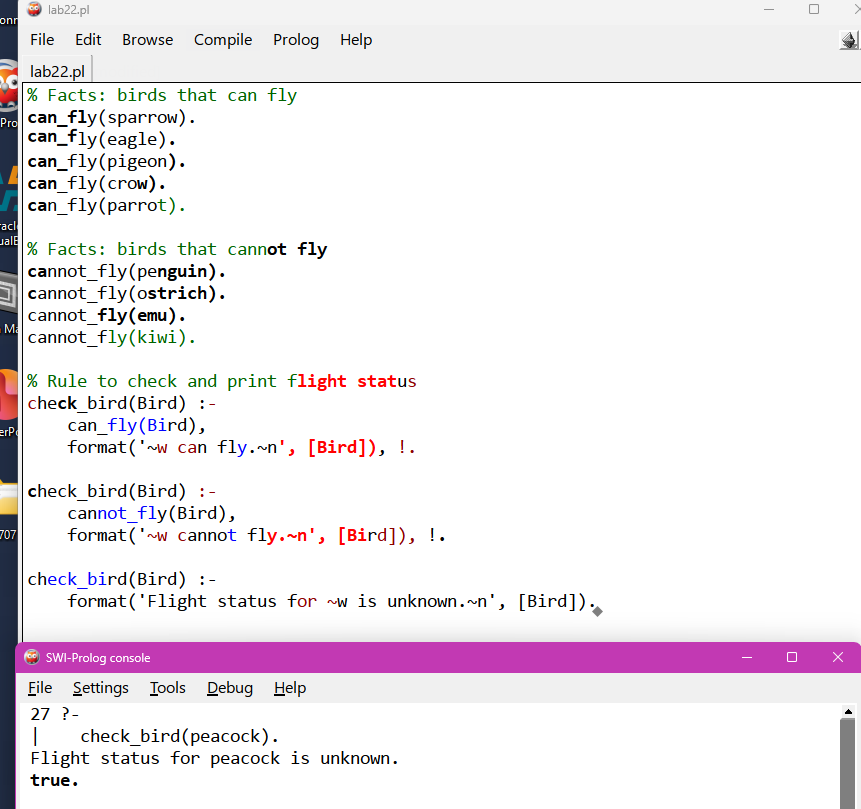 lab22.pl
File Edit Browse Compile Prolog Help
lab22.pl
% Facts: birds that can fly
can_fly(sparrow).
can_fly(eagle).
can_fly(pigeon).
can_fly(crow).
can_fly(parrot).
% Facts: birds that cannot fly
cannot_fly(penguin).
cannot_fly(ostrich).
cannot_fly(emu).
cannot_fly(kiwi).
% Rule to check and print flight status
check_bird(Bird) :-
    can_fly(Bird),
    format('~w can fly.~n', [Bird]), !.
check_bird(Bird) :-
    cannot_fly(Bird),
    format('~w cannot fly.~n', [Bird]), !.
check_bird(Bird) :-
    format('Flight status for ~w is unknown.~n', [Bird]).
SWI-Prolog console
File Settings Tools Debug Help
27 ?-
|    check_bird(peacock).
Flight status for peacock is unknown.
true.